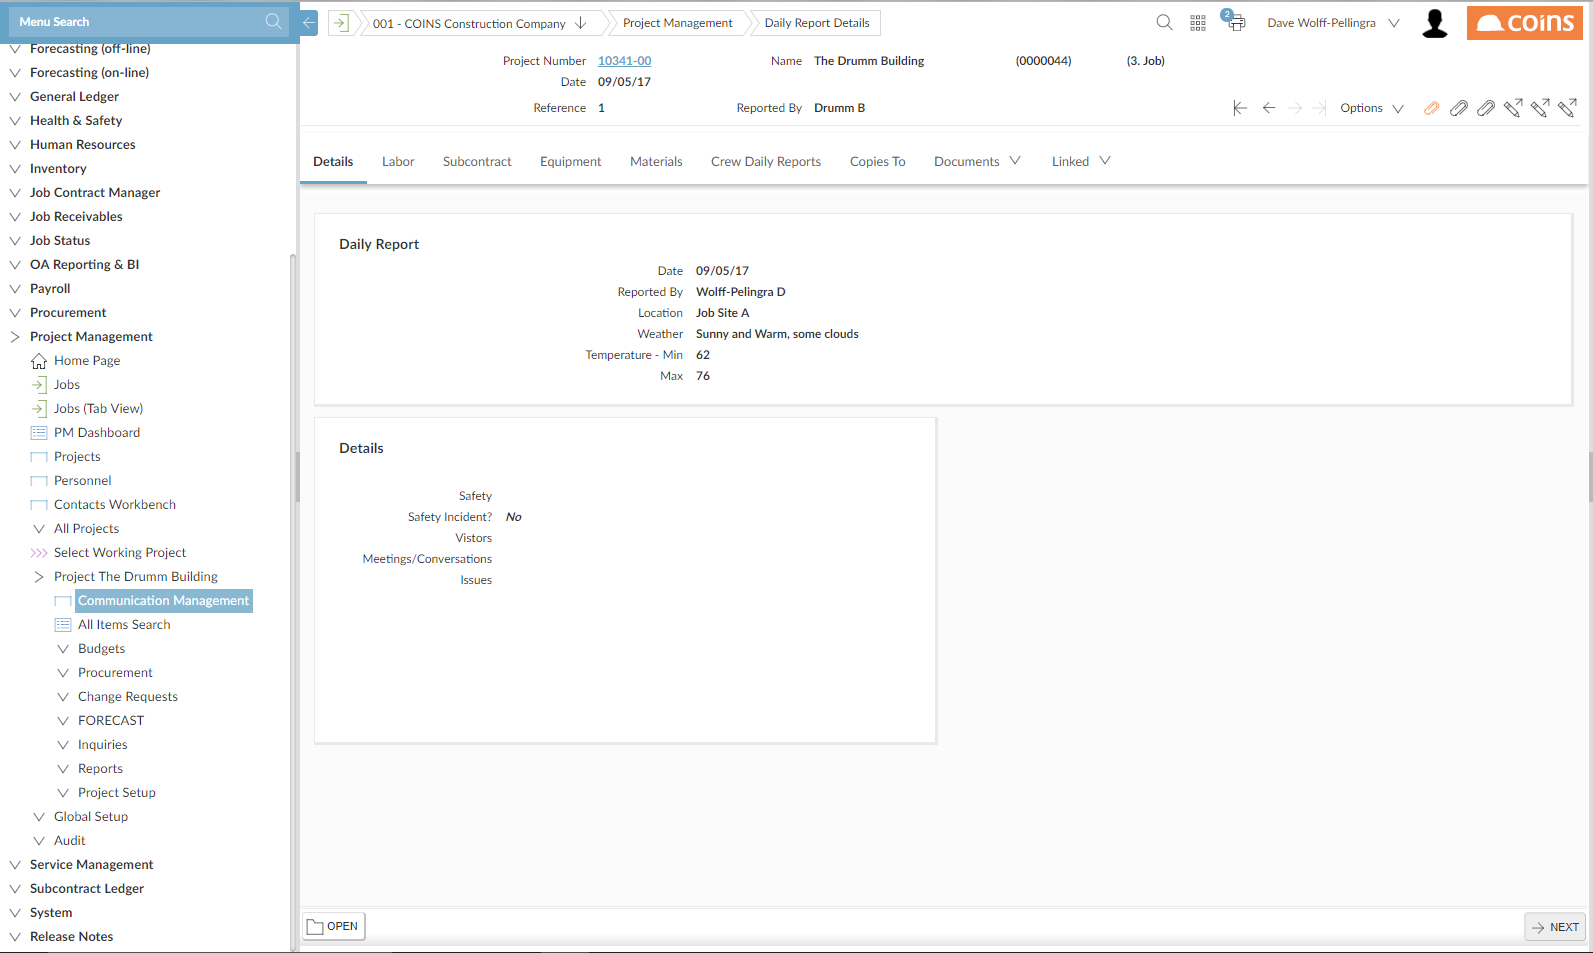 Menu Search
Forecasting (off-line)
Forecasting (on-line)
General Ledger
Health & Safety
Human Resources
Inventory
Job Contract Manager
Job Receivables
Job Status
OA Reporting & BI
Payroll
Procurement
Project Management
Home Page
Jobs
Jobs (Tab View)
PM Dashboard
Projects
Personnel
Contacts Workbench
All Projects
Select Working Project
Project The Drumm Building
Communication Management
All Items Search
Budgets
Procurement
Change Requests
FORECAST
Inquiries
Reports
Project Setup
Global Setup
Audit
Service Management
Subcontract Ledger
System
Release Notes
001 - COINS Construction Company Project Management Daily Report Details
2 Dave Wolff-Pellingra coins
Project Number 10341-00 Name The Drumm Building (0000044) (3. Job)
Date 09/05/17
Reference 1 Reported By Drumm B
Options
Details Labor Subcontract Equipment Materials Crew Daily Reports Copies To Documents Linked
Daily Report
Date 09/05/17
Reported By Wolff-Pelingra D
Location Job Site A
Weather Sunny and Warm, some clouds
Temperature - Min 62
Max 76
Details
Safety
Safety Incident? No
Vistors
Meetings/Conversations
Issues
OPEN
NEXT